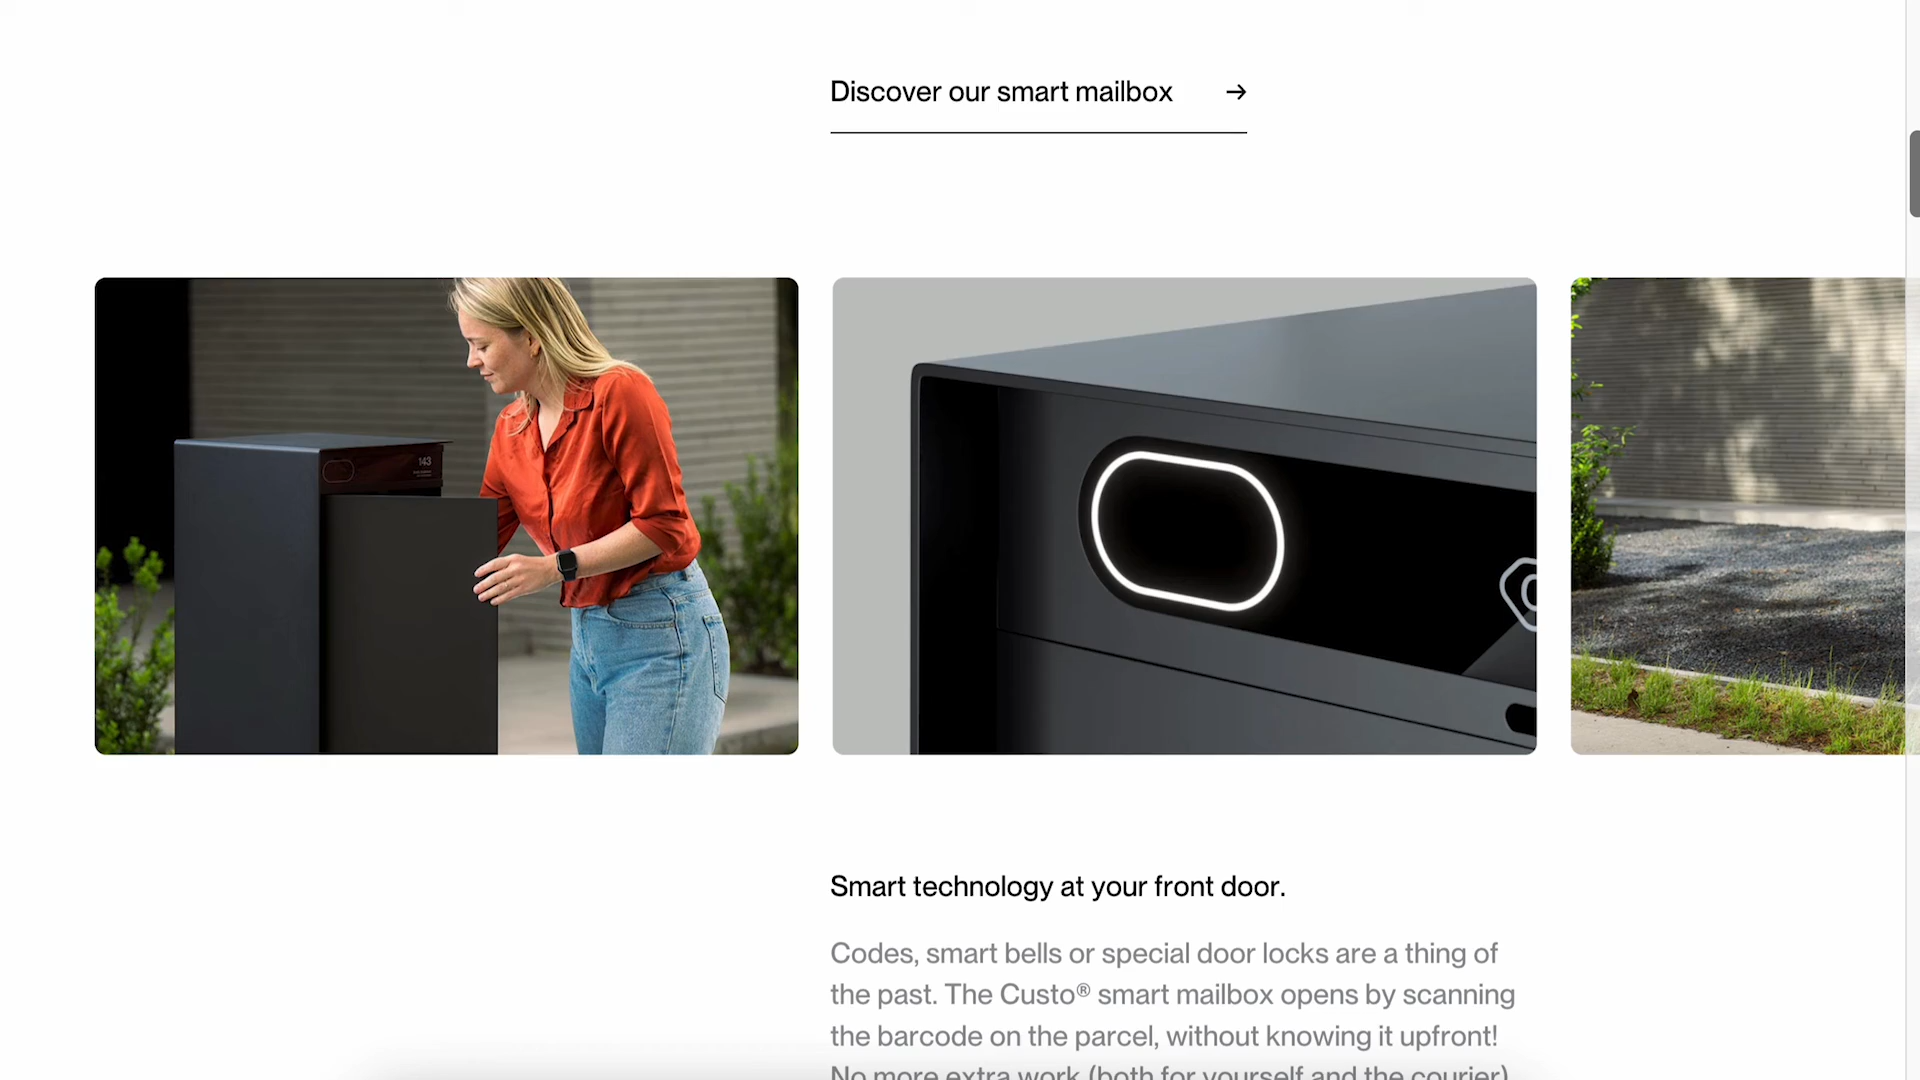 Discover our smart mailbox →
143
Smart technology at your front door.
Codes, smart bells or special door locks are a thing of
the past. The Custo® smart mailbox opens by scanning
the barcode on the parcel, without knowing it upfront!
No more extra work (both for yourself and the courier)